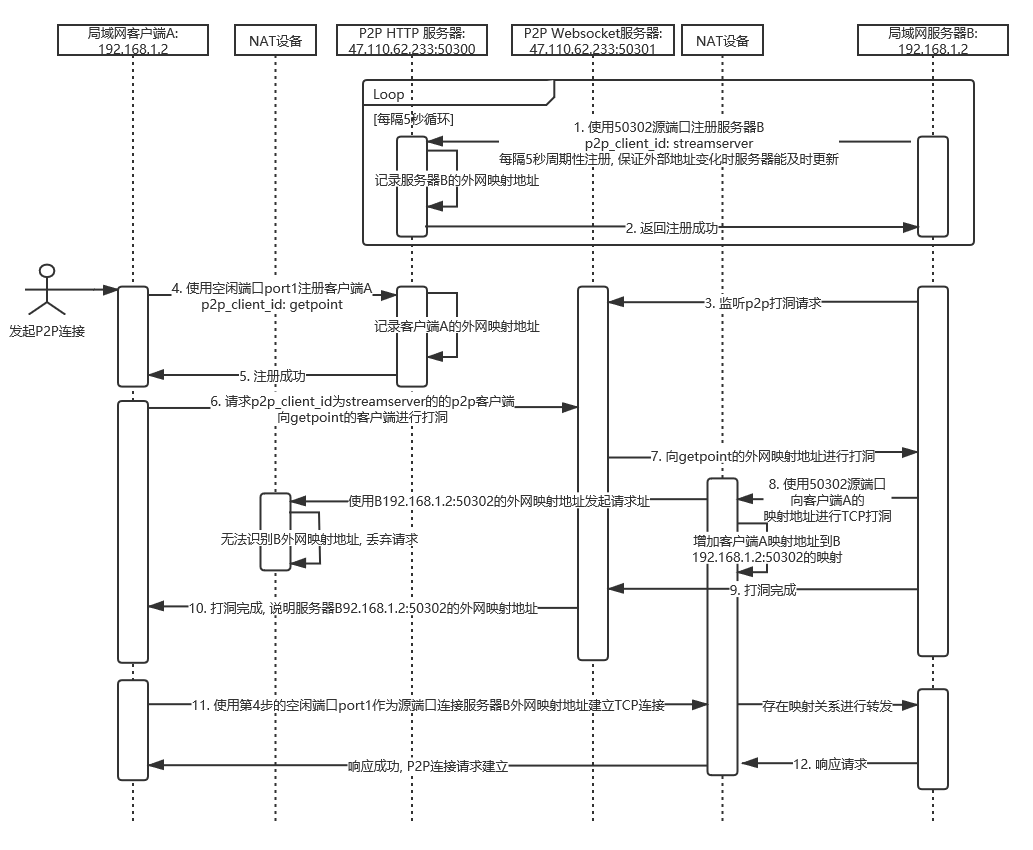 局域网客户端A:
192.168.1.2
NAT设备
P2P HTTP 服务器:
47.110.62.233:50300
P2P Websocket服务器:
47.110.62.233:50301
NAT设备
局域网服务器B:
192.168.1.2
Loop
[每隔5秒循环]
1. 使用50302源端口注册服务器B
p2p_client_id: streamserver
每隔5秒周期性注册, 保证外部地址变化时服务器能及时更新
记录服务器B的外网映射地址
2. 返回注册成功
发起P2P连接
4. 使用空闲端口port1注册客户端A
p2p_client_id: getpoint
3. 监听p2p打洞请求
记录客户端A的外网映射地址
5. 注册成功
6. 请求p2p_client_id为streamserver的的p2p客户端
向getpoint的客户端进行打洞
7. 向getpoint的外网映射地址进行打洞
8. 使用50302源端口
向客户端A的
映射地址进行TCP打洞
使用B192.168.1.2:50302的外网映射地址发起请求址
无法识别B外网映射地址, 丢弃请求
增加客户端A映射地址到B
192.168.1.2:50302的映射
9. 打洞完成
10. 打洞完成, 说明服务器B92.168.1.2:50302的外网映射地址
11. 使用第4步的空闲端口port1作为源端口连接服务器B外网映射地址建立TCP连接
存在映射关系进行转发
12. 响应请求
响应成功, P2P连接请求建立